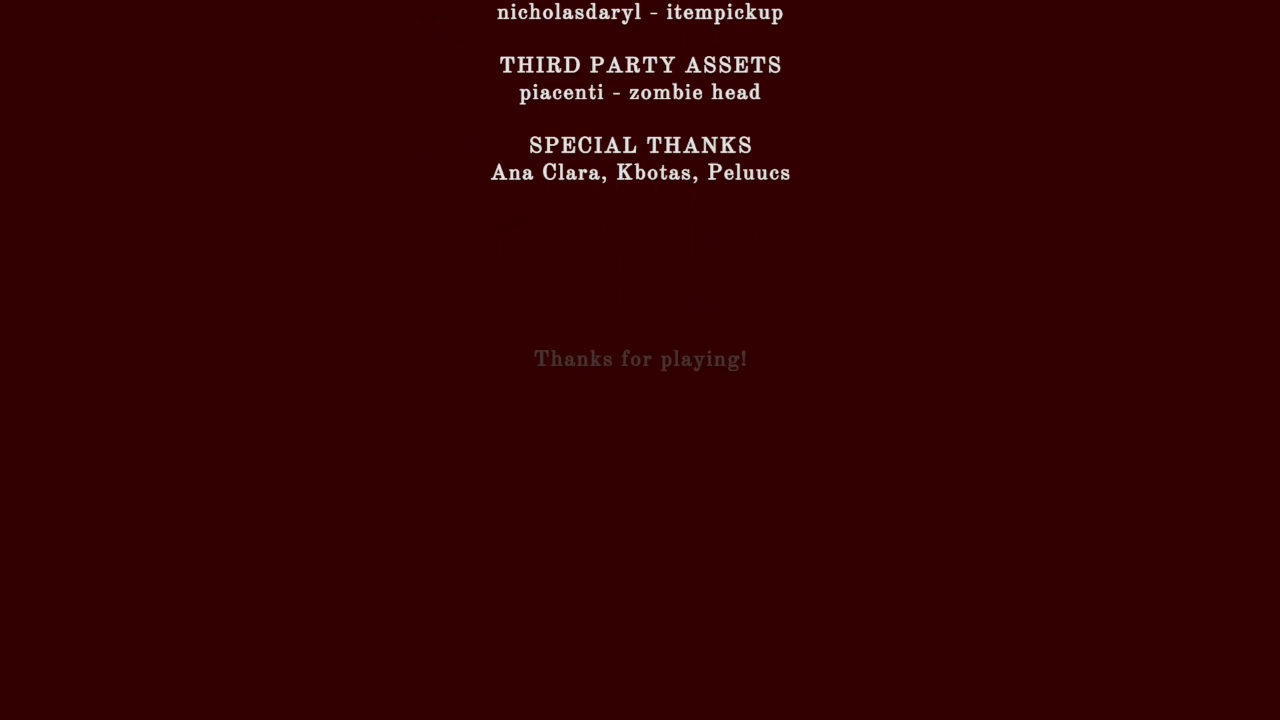 nicholasdaryl - itempickup
THIRD PARTY ASSETS
piacenti - zombie head
SPECIAL THANKS
Ana Clara, Kbotas, Peluucs
Thanks for playing!